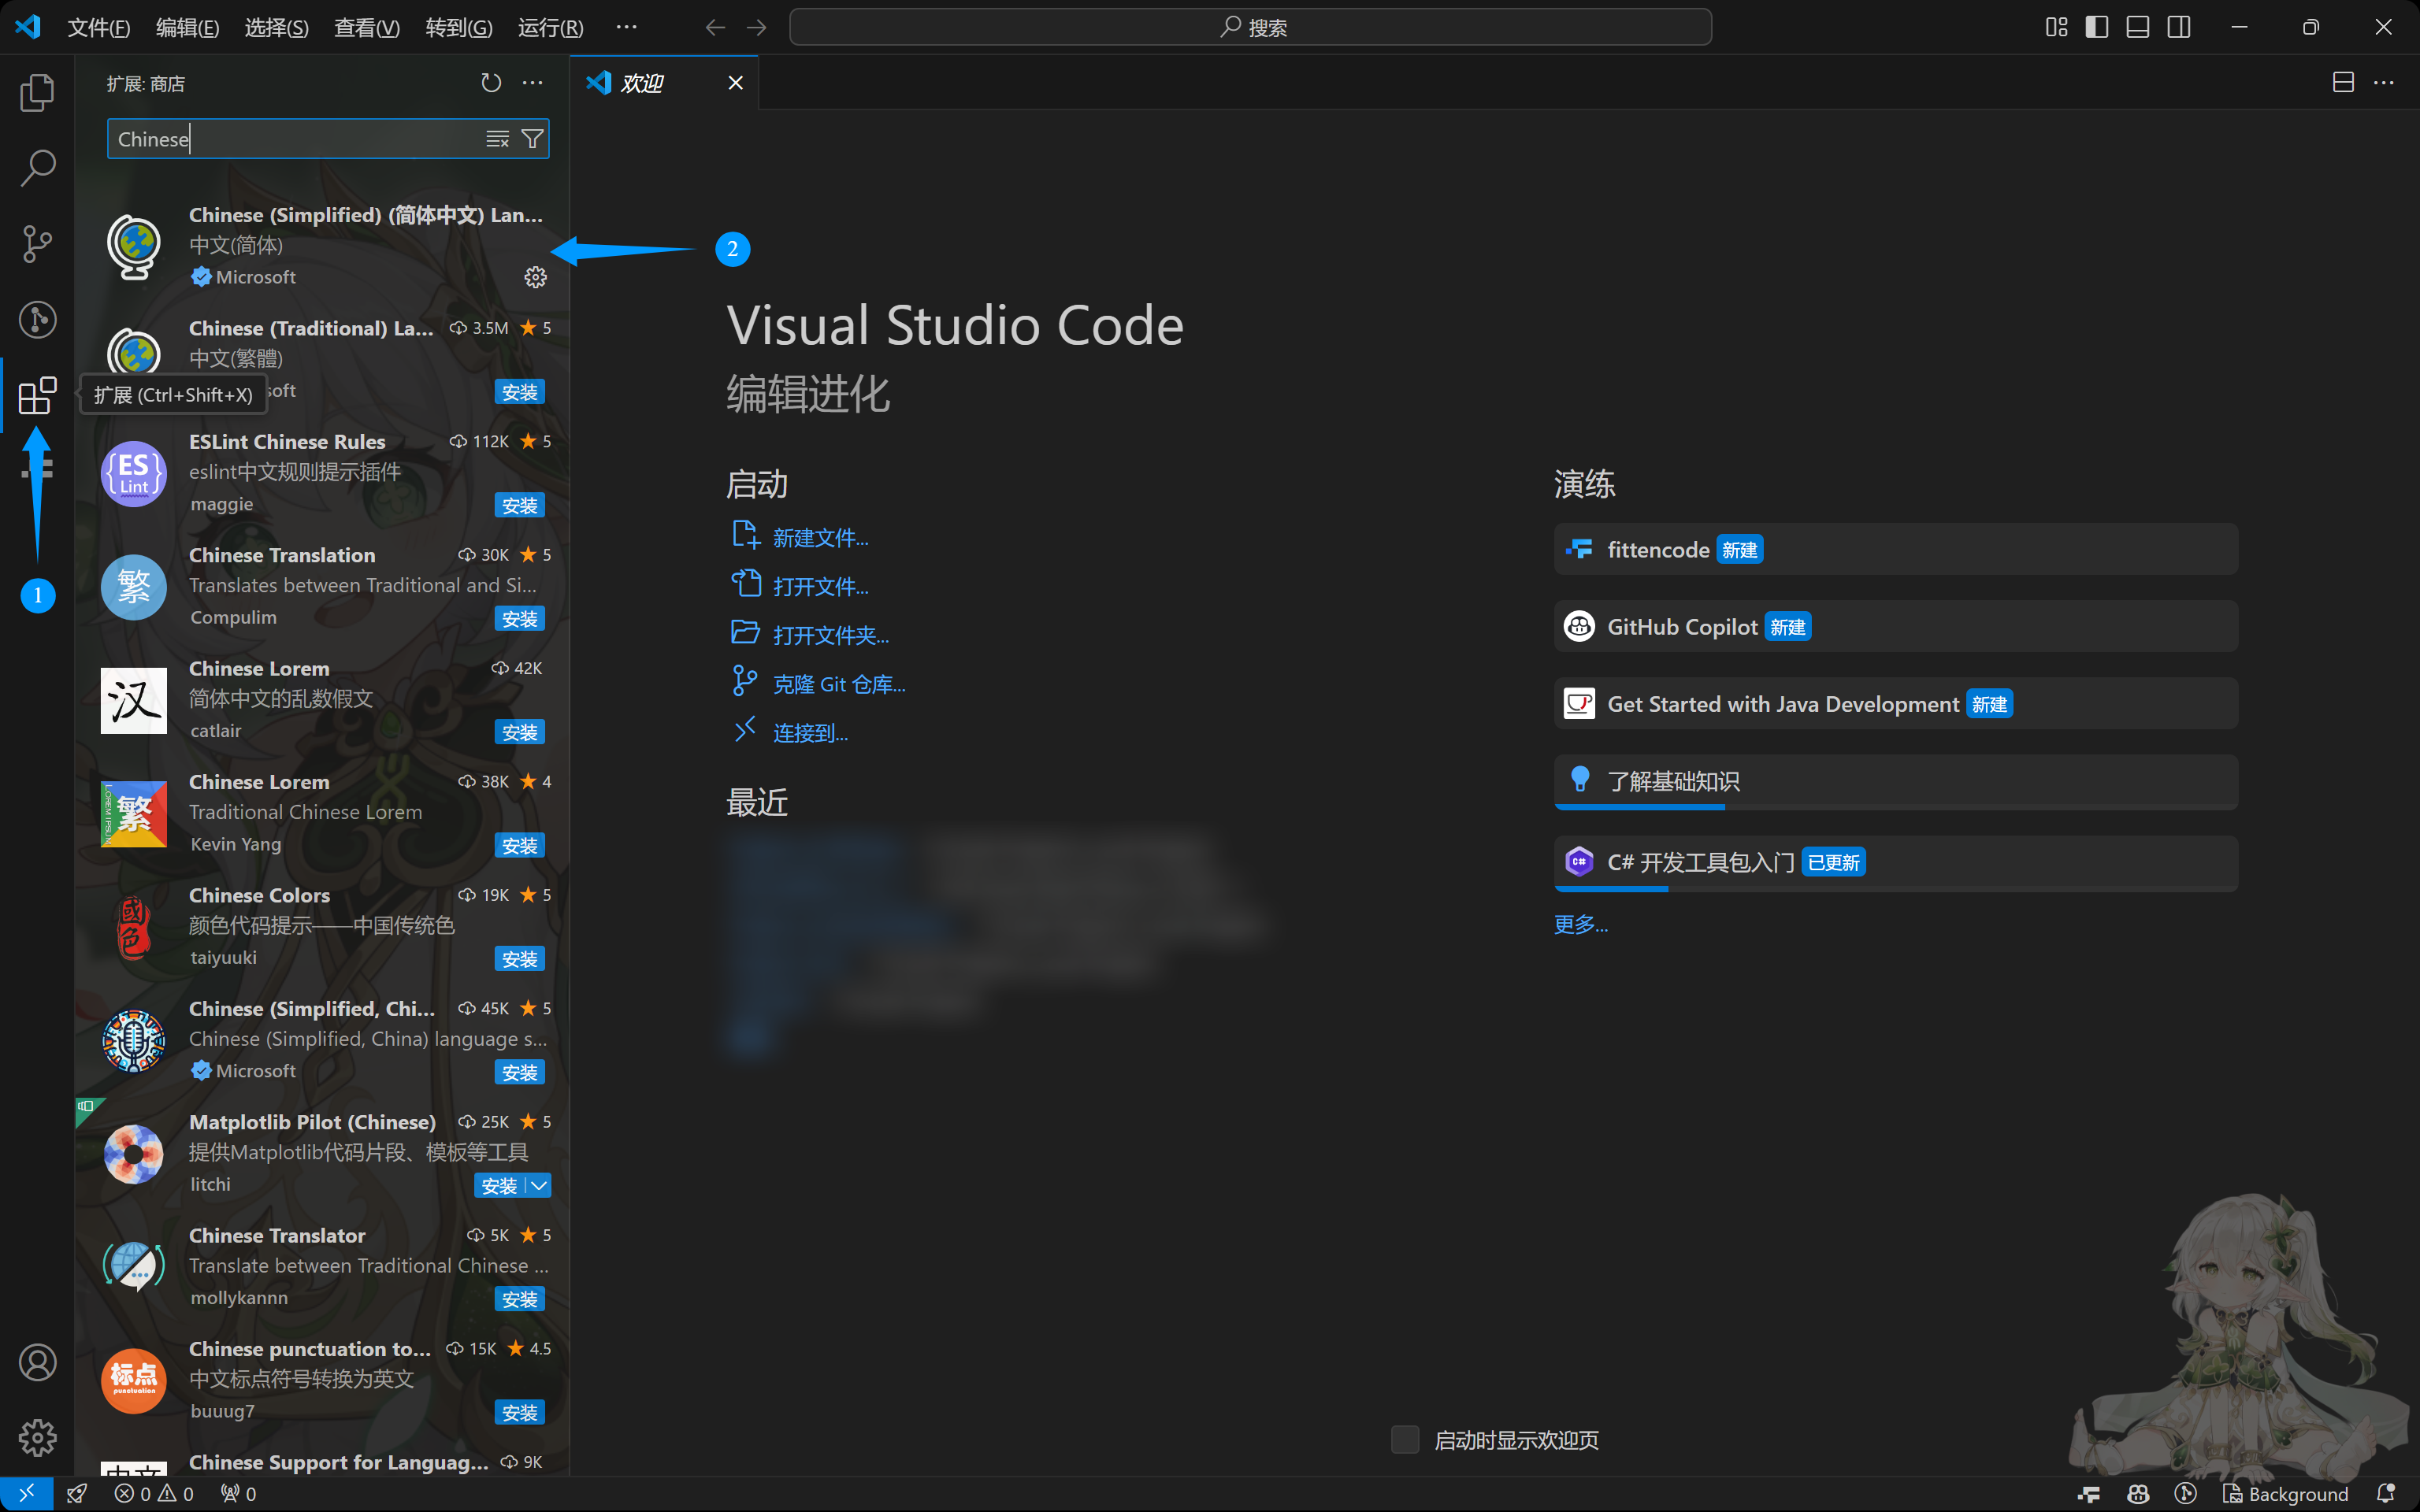 文件(F) 编辑(E) 选择(S) 查看(V) 转到(G) 运行(R) ··· 搜索
扩展: 商店
Chinese
Chinese (Simplified) (简体中文) Lan...
中文(简体)
Microsoft
Chinese (Traditional) La... 3.5M 5
中文(繁體)
soft 安装
扩展 (Ctrl+Shift+X)
ESLint Chinese Rules 112K 5
eslint中文规则提示插件
maggie 安装
{ES}
Lint
Chinese Translation 30K 5
Translates between Traditional and Si...
Compulim 安装
繁
Chinese Lorem 42K
简体中文的乱数假文
catlair 安装
汉
Chinese Lorem 38K 4
Traditional Chinese Lorem
Kevin Yang 安装
LOREM IPSUM
繁
Chinese Colors 19K 5
颜色代码提示——中国传统色
taiyuuki 安装
國色
Chinese (Simplified, Chi... 45K 5
Chinese (Simplified, China) language s...
Microsoft 安装
Matplotlib Pilot (Chinese) 25K 5
提供Matplotlib代码片段、模板等工具
litchi 安装
Chinese Translator 5K 5
Translate between Traditional Chinese ...
mollykannn 安装
Chinese punctuation to... 15K 4.5
中文标点符号转换为英文
buuug7 安装
标点
punctuation
Chinese Support for Languag... 9K
中文
1
2
欢迎
Visual Studio Code
编辑进化
启动
新建文件...
打开文件...
打开文件夹...
克隆 Git 仓库...
连接到...
最近
演练
fittencode 新建
GitHub Copilot 新建
Get Started with Java Development 新建
了解基础知识
C# C# 开发工具包入门 已更新
更多...
启动时显示欢迎页
0 0 0 Background